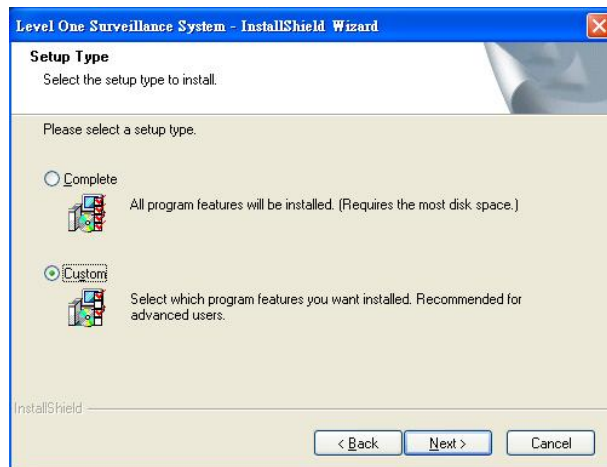 Level One Surveillance System - InstallShield Wizard
Setup Type
Select the setup type to install.
Please select a setup type.
Complete
All program features will be installed. (Requires the most disk space.)
Custom
Select which program features you want installed. Recommended for
advanced users.
InstallShield
< Back
Next >
Cancel